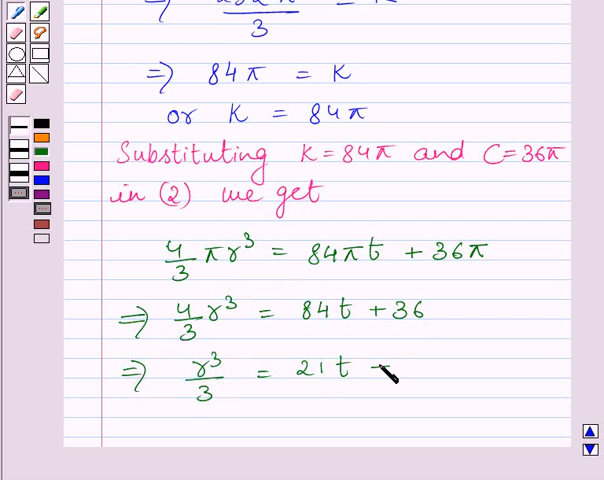 3
⇒ 84π = K
or K = 84π
Substituting K=84π and C=36π
in (2) we get
4/3 πr³ = 84πt + 36π
⇒ 4/3 r³ = 84t + 36
⇒ r³/3 = 21t